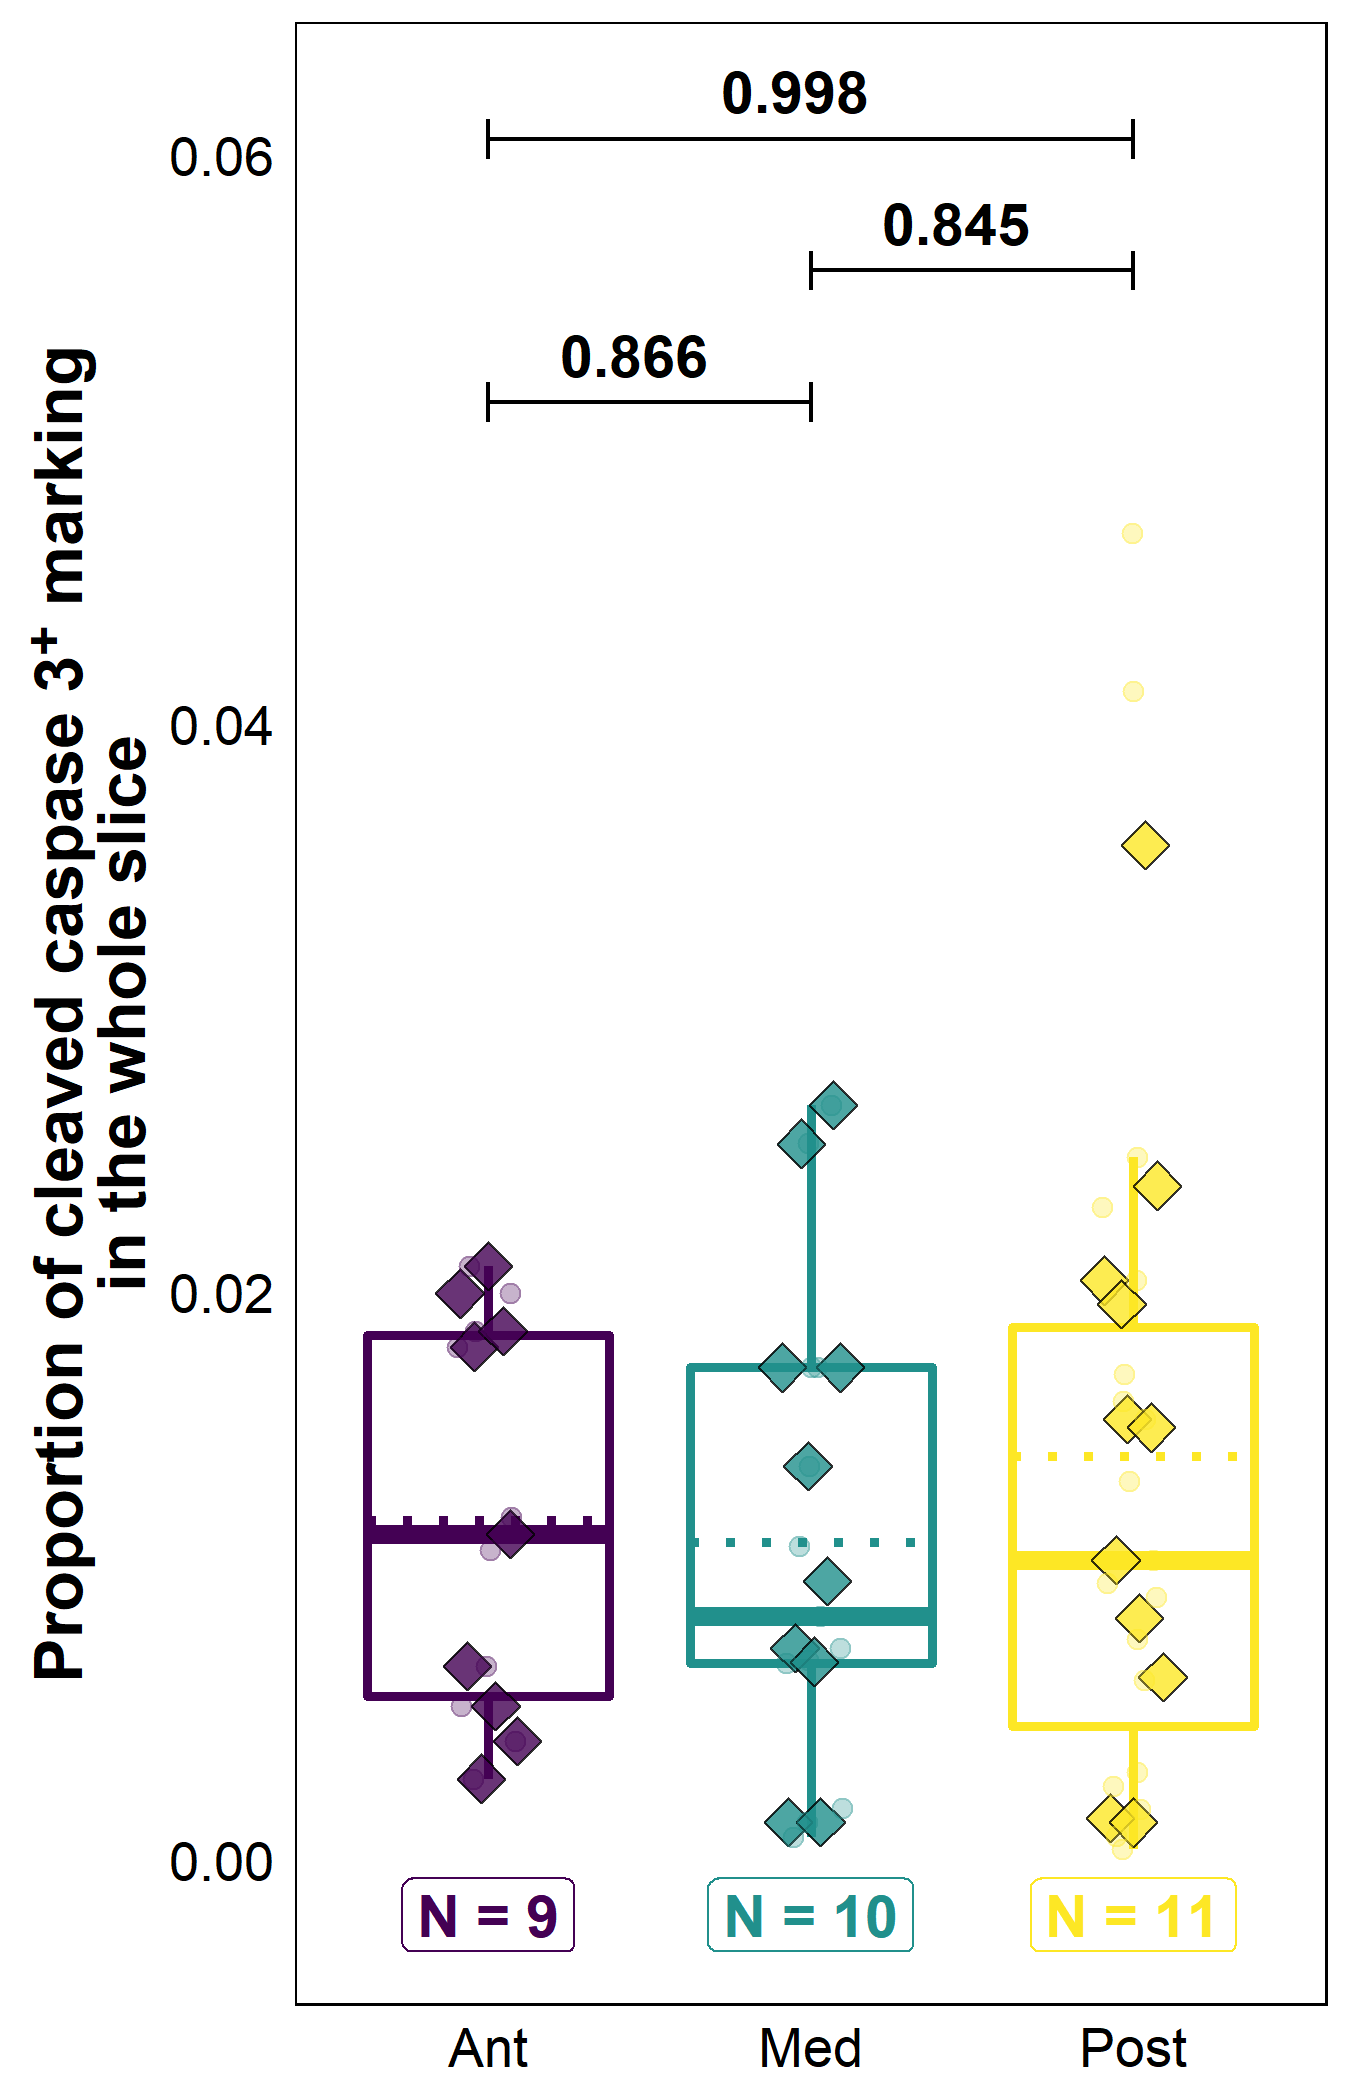 Proportion of cleaved caspase 3⁺ marking
in the whole slice
0.06
0.04
0.02
0.00
0.998
0.845
0.866
N = 9
N = 10
N = 11
Ant
Med
Post